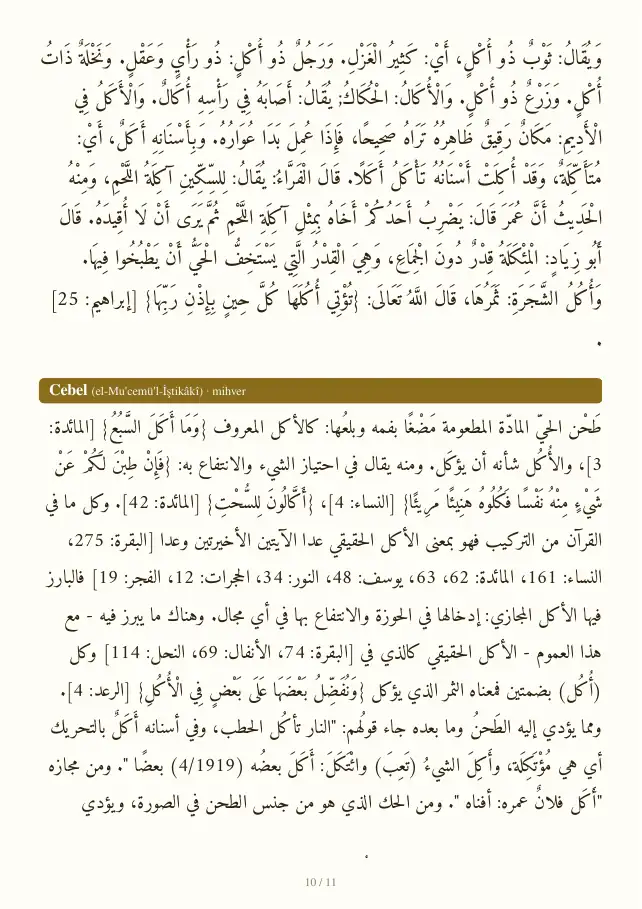 وَيُقَالُ: ثَوْبٌ ذُو أُكْلٍ، أَيْ: كَثِيرُ الْغَزْلِ. وَرَجُلٌ ذُو أُكْلٍ: ذُو رَأْيٍ وَعَقْلٍ. وَنَخْلَةٌ ذَاتُ
أُكْلٍ. وَزَرْعٌ ذُو أُكْلٍ. وَالْأُكَالُ: الْحُكَاكُ; يُقَالُ: أَصَابَهُ فِي رَأْسِهِ أُكَالٌ. وَالْأَكَلُ فِي
الْأَدِيمِ: مَكَانٌ رَقِيقٌ ظَاهِرُهُ تَرَاهُ صَحِيحًا، فَإِذَا عُمِلَ بَدَا عُوَارُهُ. وَبِأَسْنَانِهِ أَكَلٌ، أَيْ:
مُتَأَكِّلَةٌ، وَقَدْ أُكِلَتْ أَسْنَانُهُ تَأْكَلُ أَكَلًا. قَالَ الْفَرَّاءُ: يُقَالُ: لِلسِّكِّينِ آكِلَةُ اللَّحْمِ، وَمِنْهُ
الْحَدِيثُ أَنَّ عُمَرَ قَالَ: يَضْرِبُ أَحَدُكُمْ أَخَاهُ بِمِثْلِ آكِلَةِ اللَّحْمِ ثُمَّ يَرَى أَنْ لَا أُقِيدَهُ. قَالَ
أَبُو زِيَادٍ: الْمِئْكَلَةُ قِدْرٌ دُونَ الْجِمَاعِ، وَهِيَ الْقِدْرُ الَّتِي يَسْتَخِفُّ الْحَيُّ أَنْ يَطْبُخُوا فِيهَا.
وَأُكُلُ الشَّجَرَةِ: ثَمَرُهَا، قَالَ اللَّهُ تَعَالَى: {تُؤْتِي أُكُلَهَا كُلَّ حِينٍ بِإِذْنِ رَبِّهَا} [إبراهيم: 25]
.
Cebel (el-Mu'cemü'l-İştikâkî) · mihver
طَحْن الحيّ المادّة المطعومة مَضْغًا بفمه وبلعُها: كالأكل المعروف {وَمَا أَكَلَ السَّبُعُ} [المائدة:
3]، والأُكُل شأنه أن يؤكَل. ومنه يقال في احتياز الشيء والانتفاع به: {فَإِنْ طِبْنَ لَكُمْ عَنْ
شَيْءٍ مِنْهُ نَفْسًا فَكُلُوهُ هَنِيئًا مَرِيئًا} [النساء: 4]، {أَكَّالُونَ لِلسُّحْتِ} [المائدة: 42]. وكل ما في
القرآن من التركيب فهو بمعنى الأكل الحقيقي عدا الآيتين الأخيرتين وعدا [البقرة: 275،
النساء: 161، المائدة: 62، 63، يوسف: 48، النور: 34، الحجرات: 12، الفجر: 19] فالبارز
فيها الأكل المجازي: إدخالها في الحوزة والانتفاع بها في أي مجال. وهناك ما يبرز فيه - مع
هذا العموم - الأكل الحقيقي كالذي في [البقرة: 74، الأنفال: 69، النحل: 114] وكل
(أُكُل) بضمتين فمعناه الثمر الذي يؤكل {وَنُفَضِّلُ بَعْضَهَا عَلَى بَعْضٍ فِي الْأُكُلِ} [الرعد: 4].
ومما يؤدي إليه الطَحنُ وما بعده جاء قولُهم: "النار تأكُل الحطب، وفي أسنانه أَكَلٌ بالتحريك
أي هي مُؤْتَكِلَة، وأَكِلَ الشيءُ (تَعِبَ) وائْتَكَلَ: أَكَلَ بعضُه (4/1919) بعضًا ". ومن مجازه
"أَكَل فلانٌ عمره: أفناه ". ومن الحك الذي هو من جنس الطحن في الصورة، ويؤدي
10 / 11